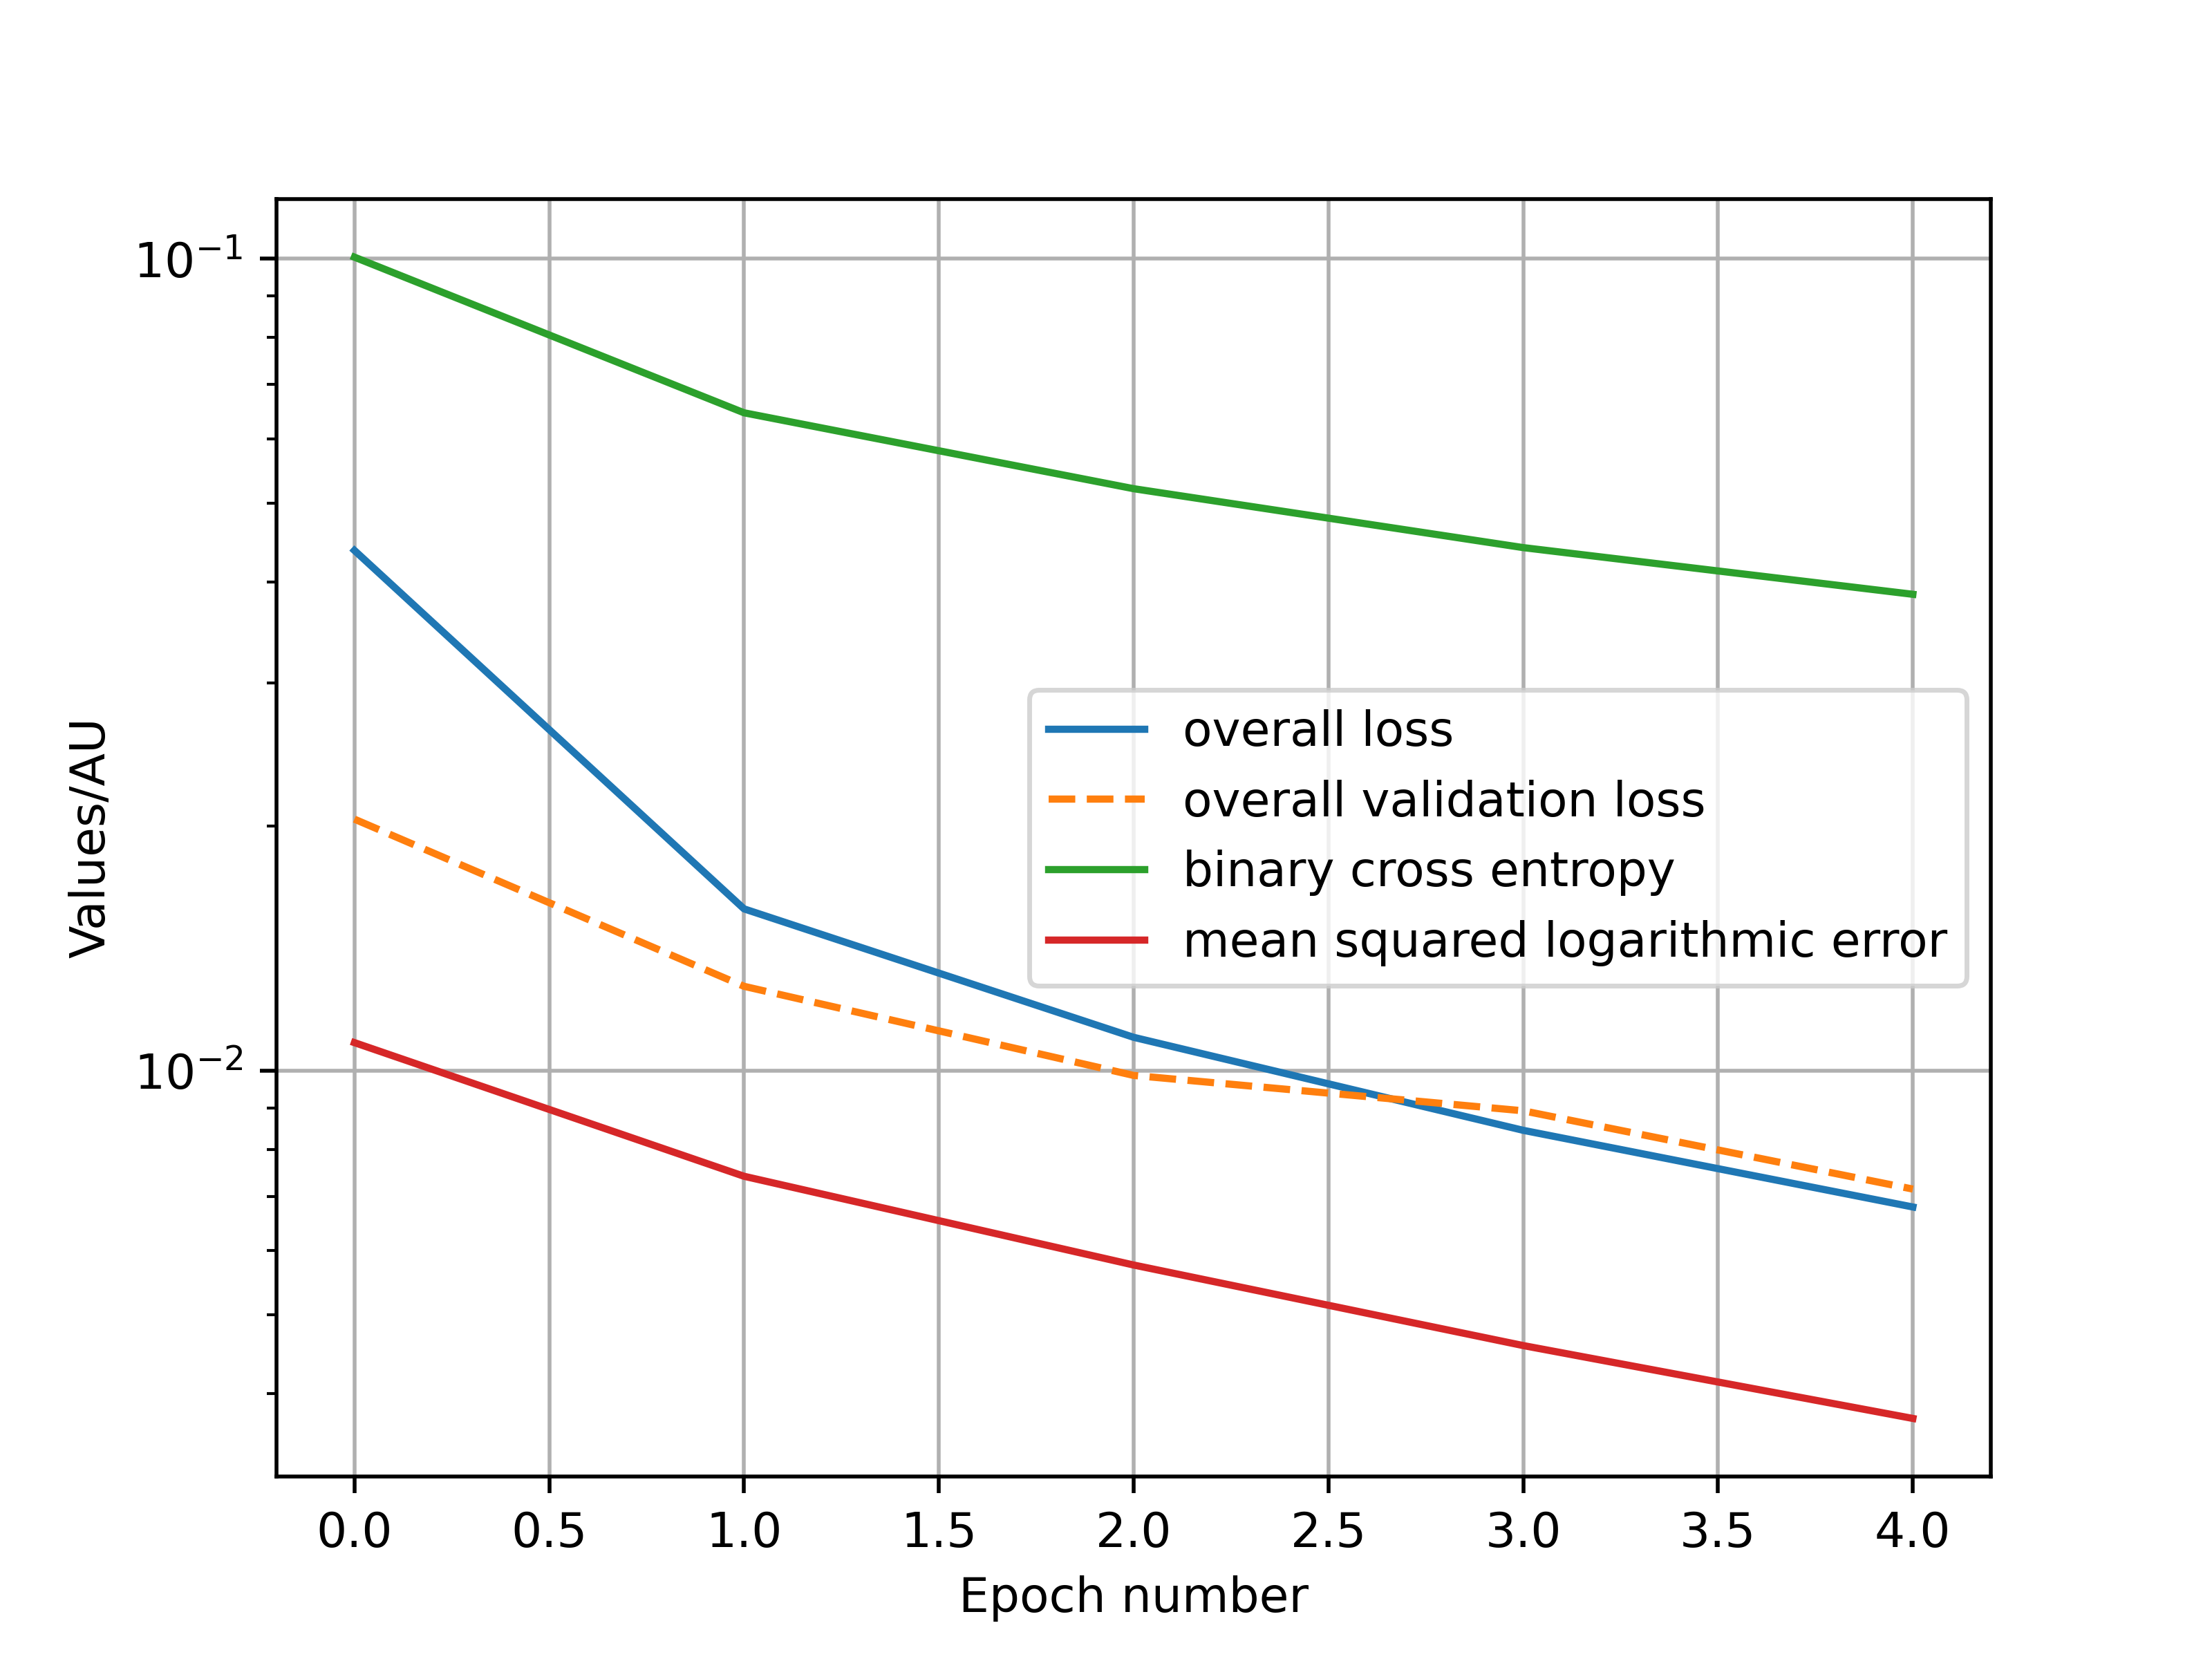 10⁻¹
10⁻²
Values/AU
overall loss
overall validation loss
binary cross entropy
mean squared logarithmic error
0.0 0.5 1.0 1.5 2.0 2.5 3.0 3.5 4.0
Epoch number